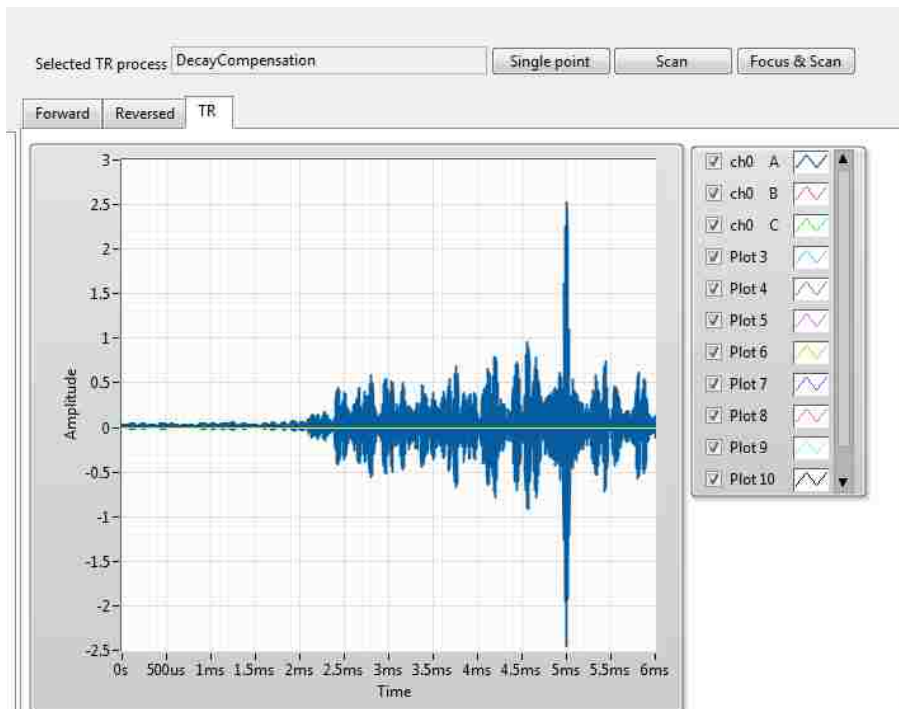 Selected TR process DecayCompensation Single point Scan Focus & Scan
Forward Reversed TR
3
2.5
2
1.5
1
0.5
0
-0.5
-1
-1.5
-2
-2.5
Amplitude
0s 500us 1ms 1.5ms 2ms 2.5ms 3ms 3.5ms 4ms 4.5ms 5ms 5.5ms 6ms
Time
ch0 A
ch0 B
ch0 C
Plot 3
Plot 4
Plot 5
Plot 6
Plot 7
Plot 8
Plot 9
Plot 10